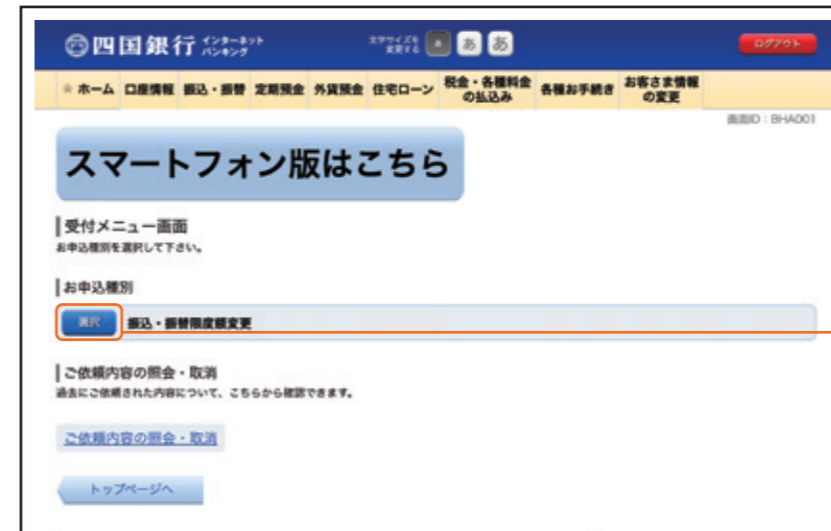 四国銀行 インターネットバンキング 文字サイズを変更する あ あ ログアウト
ホーム 口座情報 振込・振替 定期預金 外貨預金 住宅ローン 税金・各種料金の払込み 各種お手続き お客さま情報の変更
画面ID：BHA001
スマートフォン版はこちら
受付メニュー画面
お申込種別を選択して下さい。
お申込種別
選択 振込・振替限度額変更
ご依頼内容の照会・取消
過去にご依頼された内容について、こちらから確認できます。
ご依頼内容の照会・取消
トップページへ